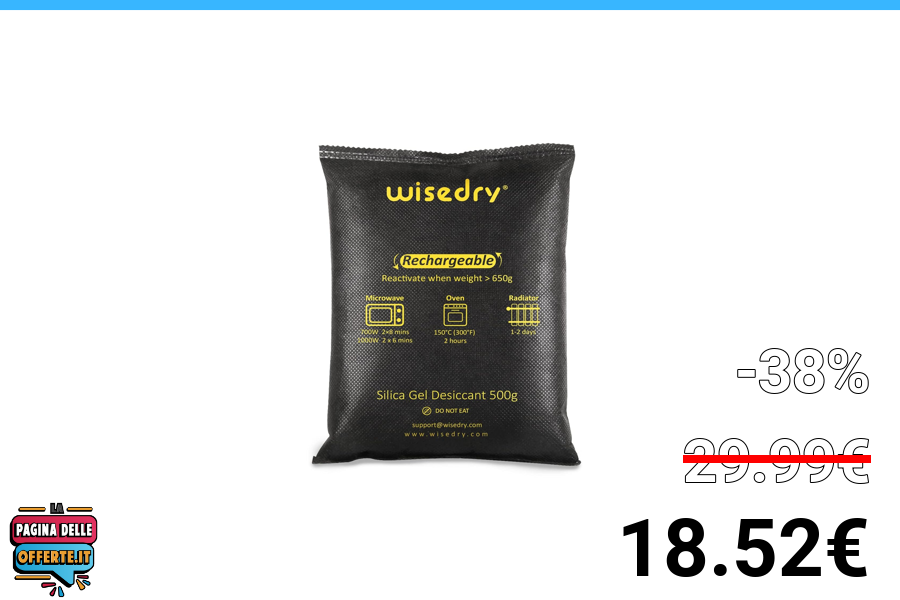 wisedry®
Rechargeable
Reactivate when weight > 650g
Microwave
700W 2×8 mins
1000W 2 x 6 mins
Oven
150°C (300°F)
2 hours
Radiator
1-2 days
Silica Gel Desiccant 500g
DO NOT EAT
support@wisedry.com
www.wisedry.com
-38%
29.99€
18.52€
LA
PAGINA DELLE
OFFERTE.IT